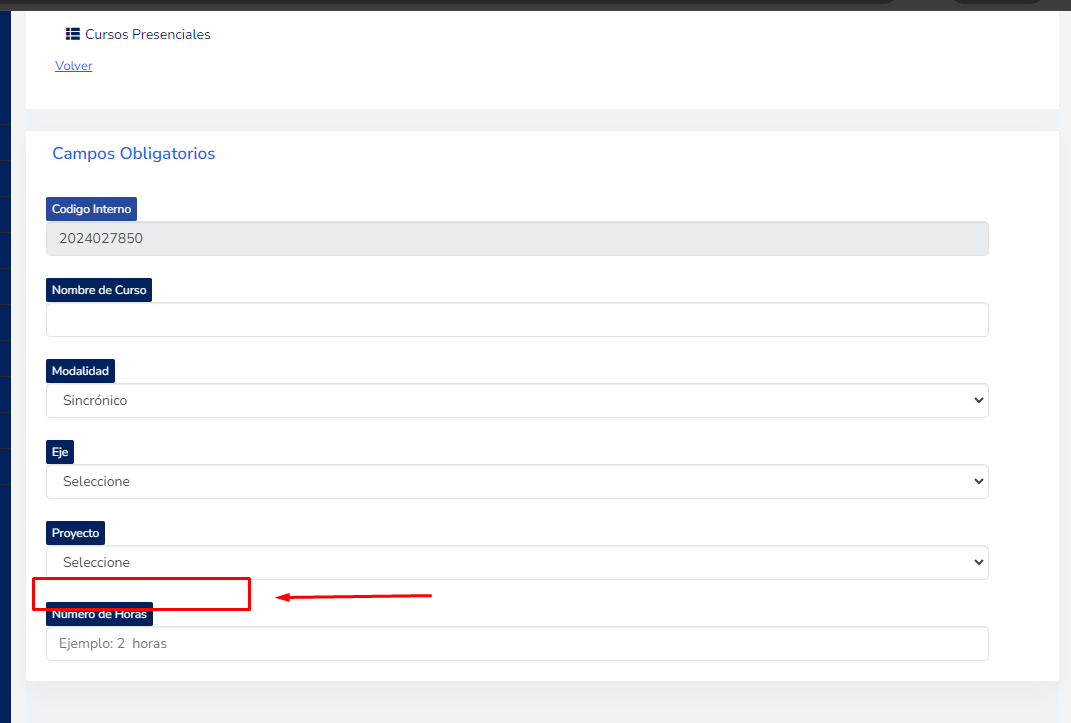 Cursos Presenciales
Volver
Campos Obligatorios
Codigo Interno
2024027850
Nombre de Curso
Modalidad
Sincrónico
Eje
Seleccione
Proyecto
Seleccione
Número de Horas
Ejemplo: 2 horas